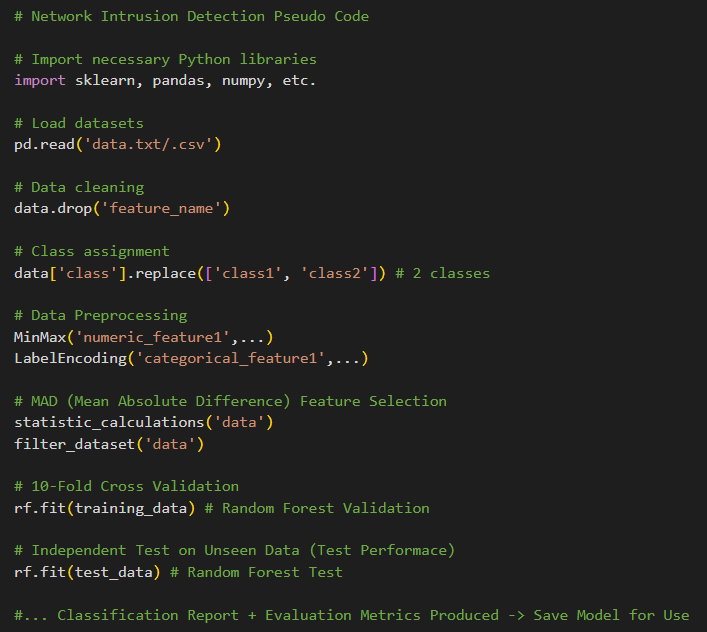 # Network Intrusion Detection Pseudo Code
# Import necessary Python libraries
import sklearn, pandas, numpy, etc.
# Load datasets
pd.read('data.txt/.csv')
# Data cleaning
data.drop('feature_name')
# Class assignment
data['class'].replace(['class1', 'class2']) # 2 classes
# Data Preprocessing
MinMax('numeric_feature1',...)
LabelEncoding('categorical_feature1',...)
# MAD (Mean Absolute Difference) Feature Selection
statistic_calculations('data')
filter_dataset('data')
# 10-Fold Cross Validation
rf.fit(training_data) # Random Forest Validation
# Independent Test on Unseen Data (Test Performace)
rf.fit(test_data) # Random Forest Test
#... Classification Report + Evaluation Metrics Produced -> Save Model for Use